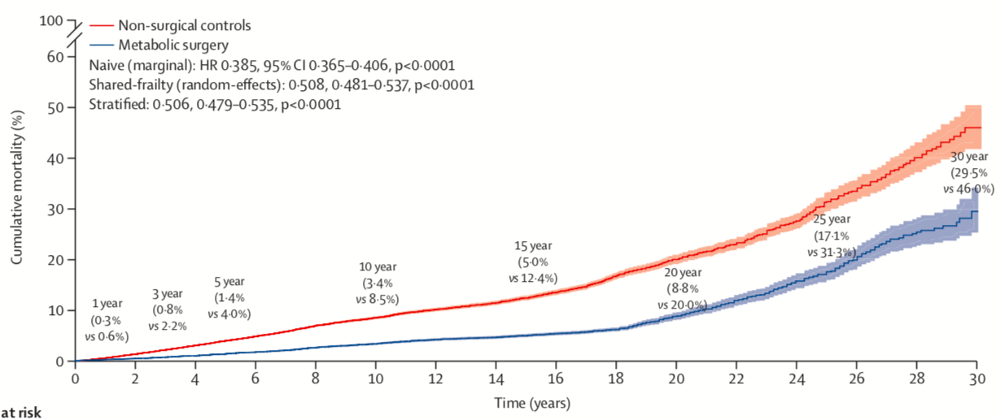 100
60
50
40
30
20
10
0
Cumulative mortality (%)
Non-surgical controls
Metabolic surgery
Naive (marginal): HR 0·385, 95% CI 0·365–0·406, p<0·0001
Shared-frailty (random-effects): 0·508, 0·481–0·537, p<0·0001
Stratified: 0·506, 0·479–0·535, p<0·0001
1 year
(0·3%
vs 0·6%)
3 year
(0·8%
vs 2·2%
5 year
(1·4%
vs 4·0%)
10 year
(3·4%
vs 8·5%)
15 year
(5·0%
vs 12·4%)
20 year
(8·8%
vs 20·0%)
25 year
(17·1%
vs 31·3%)
30 year
(29·5%
vs 46·0%)
0 2 4 6 8 10 12 14 16 18 20 22 24 26 28 30
Time (years)
at risk